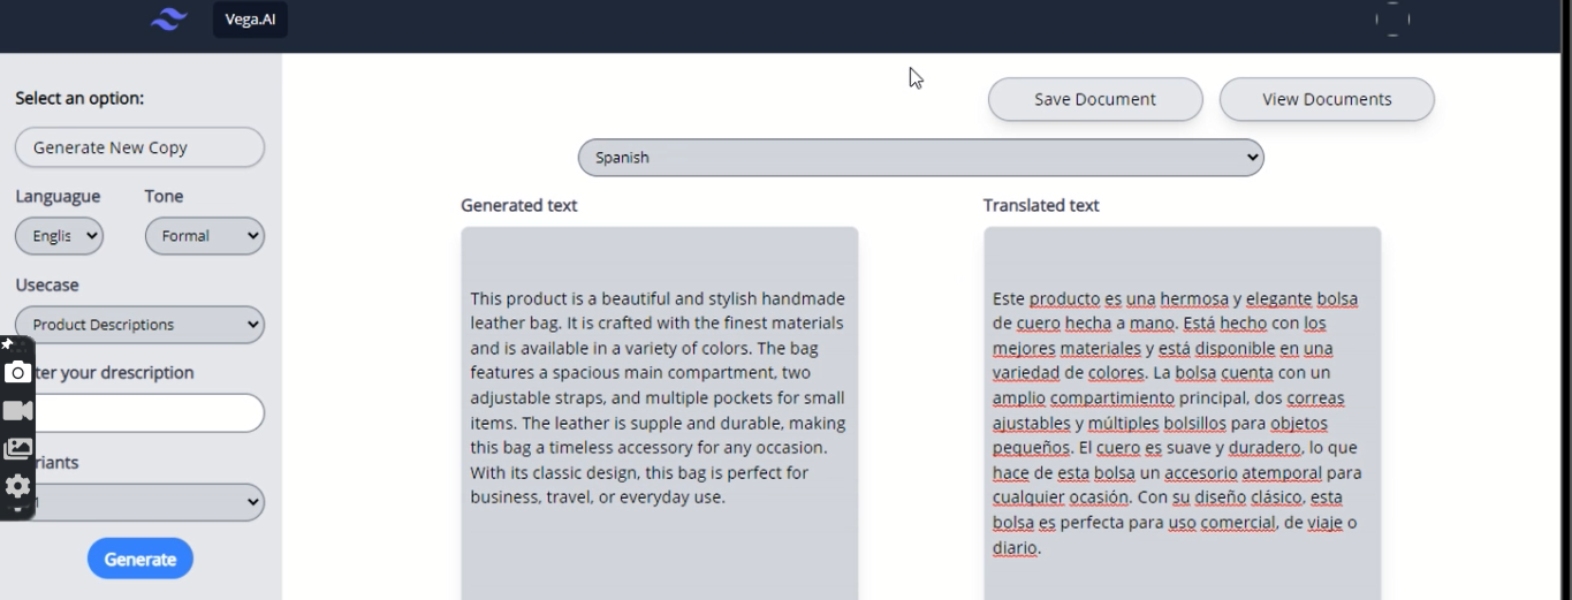 Vega.AI
Select an option:
Generate New Copy
Languague
Tone
Englis
Formal
Usecase
Product Descriptions
ter your drescription
riants
Generate
Save Document
View Documents
Spanish
Generated text
This product is a beautiful and stylish handmade
leather bag. It is crafted with the finest materials
and is available in a variety of colors. The bag
features a spacious main compartment, two
adjustable straps, and multiple pockets for small
items. The leather is supple and durable, making
this bag a timeless accessory for any occasion.
With its classic design, this bag is perfect for
business, travel, or everyday use.
Translated text
Este producto es una hermosa y elegante bolsa
de cuero hecha a mano. Está hecho con los
mejores materiales y está disponible en una
variedad de colores. La bolsa cuenta con un
amplio compartimiento principal, dos correas
ajustables y múltiples bolsillos para objetos
pequeños. El cuero es suave y duradero, lo que
hace de esta bolsa un accesorio atemporal para
cualquier ocasión. Con su diseño clásico, esta
bolsa es perfecta para uso comercial, de viaje o
diario.